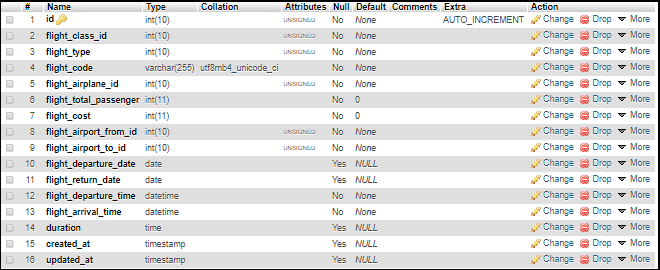 # Name Type Collation Attributes Null Default Comments Extra Action
1 id int(10) UNSIGNED No None AUTO_INCREMENT Change Drop More
2 flight_class_id int(10) UNSIGNED No None Change Drop More
3 flight_type int(10) UNSIGNED No None Change Drop More
4 flight_code varchar(255) utf8mb4_unicode_ci No None Change Drop More
5 flight_airplane_id int(10) UNSIGNED No None Change Drop More
6 flight_total_passenger int(11) No 0 Change Drop More
7 flight_cost int(11) No 0 Change Drop More
8 flight_airport_from_id int(10) UNSIGNED No None Change Drop More
9 flight_airport_to_id int(10) UNSIGNED No None Change Drop More
10 flight_departure_date date Yes NULL Change Drop More
11 flight_return_date date Yes NULL Change Drop More
12 flight_departure_time datetime No None Change Drop More
13 flight_arrival_time datetime No None Change Drop More
14 duration time Yes NULL Change Drop More
15 created_at timestamp Yes NULL Change Drop More
16 updated_at timestamp Yes NULL Change Drop More